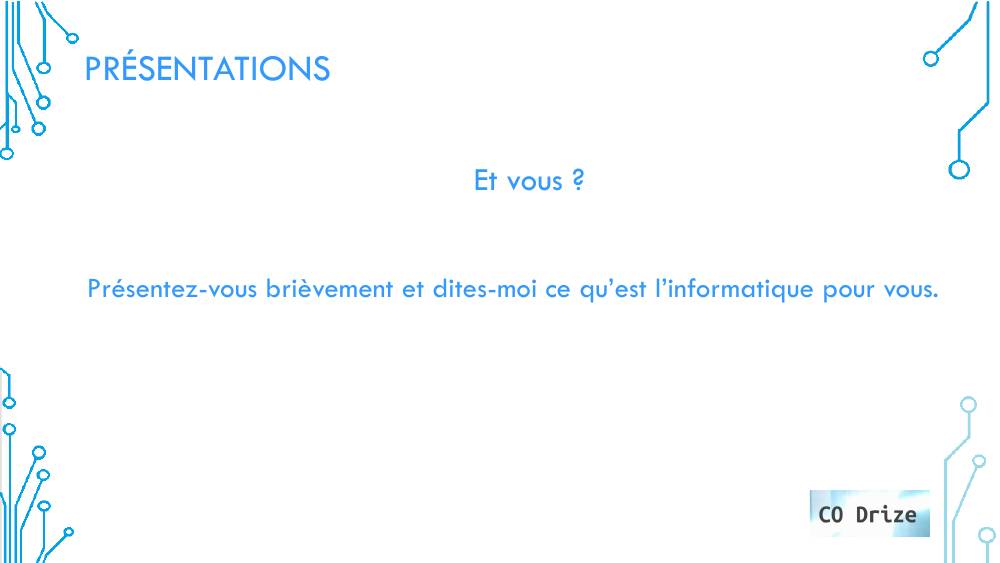 PRÉSENTATIONS
Et vous ?
Présentez-vous brièvement et dites-moi ce qu’est l’informatique pour vous.
CO Drize